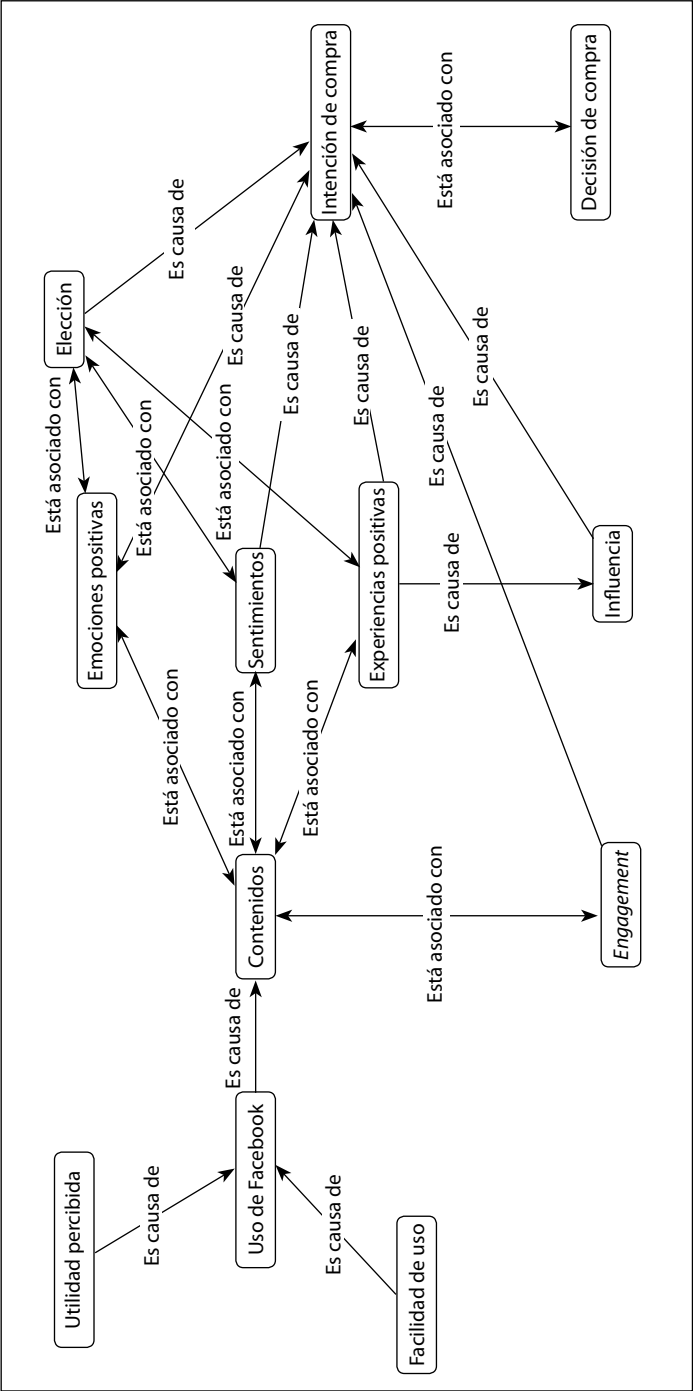 Utilidad percibida
Es causa de
Uso de Facebook
Es causa de
Facilidad de uso
Es causa de
Contenidos
Está asociado con
Está asociado con
Está asociado con
Está asociado con
Engagement
Emociones positivas
Está asociado con
Está asociado con
Sentimientos
Está asociado con
Experiencias positivas
Es causa de
Influencia
Elección
Es causa de
Es causa de
Es causa de
Es causa de
Es causa de
Es causa de
Intención de compra
Está asociado con
Decisión de compra